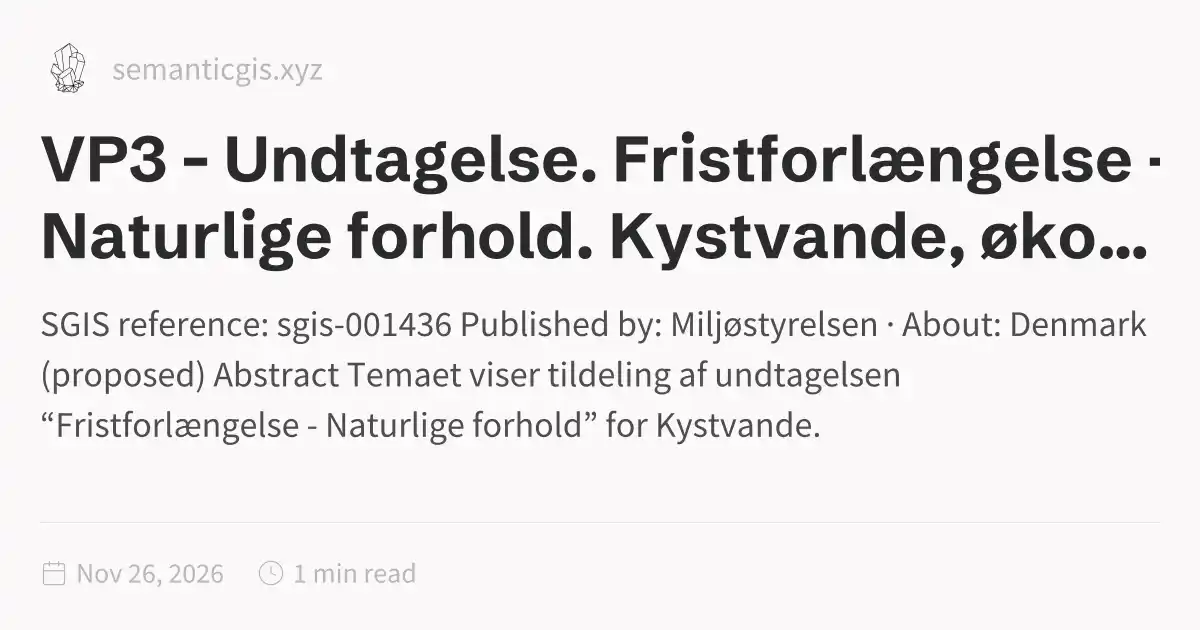 semanticgis.xyz
VP3 - Undtagelse. Fristforlængelse -
Naturlige forhold. Kystvande, øko...
SGIS reference: sgis-001436 Published by: Miljøstyrelsen · About: Denmark
(proposed) Abstract Temaet viser tildeling af undtagelsen
“Fristforlængelse - Naturlige forhold” for Kystvande.
Nov 26, 2026 1 min read